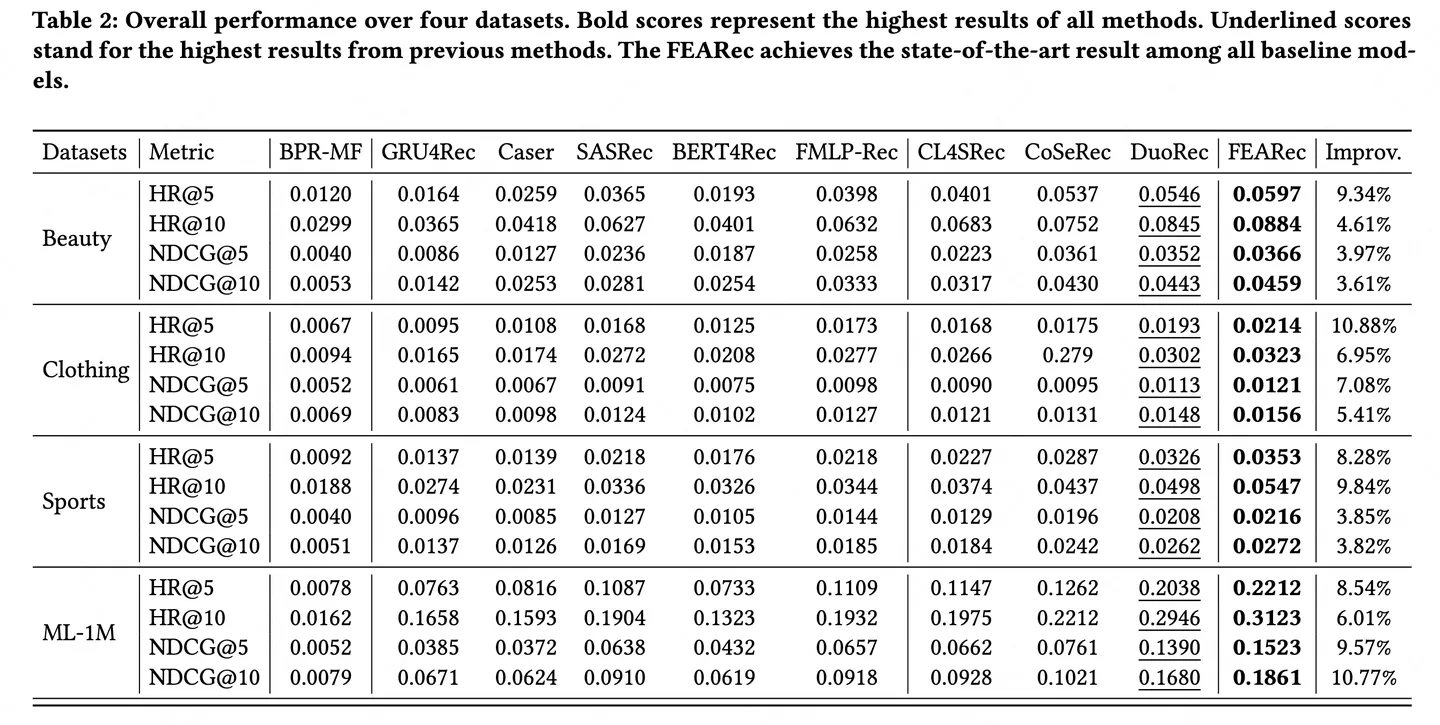 Table 2: Overall performance over four datasets. Bold scores represent the highest results of all methods. Underlined scores
stand for the highest results from previous methods. The FEARec achieves the state-of-the-art result among all baseline mod-
els.
Datasets Metric BPR-MF GRU4Rec Caser SASRec BERT4Rec FMLP-Rec CL4SRec CoSeRec DuoRec FEARec Improv.
Beauty
HR@5 0.0120 0.0164 0.0259 0.0365 0.0193 0.0398 0.0401 0.0537 0.0546 0.0597 9.34%
HR@10 0.0299 0.0365 0.0418 0.0627 0.0401 0.0632 0.0683 0.0752 0.0845 0.0884 4.61%
NDCG@5 0.0040 0.0086 0.0127 0.0236 0.0187 0.0258 0.0223 0.0361 0.0352 0.0366 3.97%
NDCG@10 0.0053 0.0142 0.0253 0.0281 0.0254 0.0333 0.0317 0.0430 0.0443 0.0459 3.61%
Clothing
HR@5 0.0067 0.0095 0.0108 0.0168 0.0125 0.0173 0.0168 0.0175 0.0193 0.0214 10.88%
HR@10 0.0094 0.0165 0.0174 0.0272 0.0208 0.0277 0.0266 0.279 0.0302 0.0323 6.95%
NDCG@5 0.0052 0.0061 0.0067 0.0091 0.0075 0.0098 0.0090 0.0095 0.0113 0.0121 7.08%
NDCG@10 0.0069 0.0083 0.0098 0.0124 0.0102 0.0127 0.0121 0.0131 0.0148 0.0156 5.41%
Sports
HR@5 0.0092 0.0137 0.0139 0.0218 0.0176 0.0218 0.0227 0.0287 0.0326 0.0353 8.28%
HR@10 0.0188 0.0274 0.0231 0.0336 0.0326 0.0344 0.0374 0.0437 0.0498 0.0547 9.84%
NDCG@5 0.0040 0.0096 0.0085 0.0127 0.0105 0.0144 0.0129 0.0196 0.0208 0.0216 3.85%
NDCG@10 0.0051 0.0137 0.0126 0.0169 0.0153 0.0185 0.0184 0.0242 0.0262 0.0272 3.82%
ML-1M
HR@5 0.0078 0.0763 0.0816 0.1087 0.0733 0.1109 0.1147 0.1262 0.2038 0.2212 8.54%
HR@10 0.0162 0.1658 0.1593 0.1904 0.1323 0.1932 0.1975 0.2212 0.2946 0.3123 6.01%
NDCG@5 0.0052 0.0385 0.0372 0.0638 0.0432 0.0657 0.0662 0.0761 0.1390 0.1523 9.57%
NDCG@10 0.0079 0.0671 0.0624 0.0910 0.0619 0.0918 0.0928 0.1021 0.1680 0.1861 10.77%